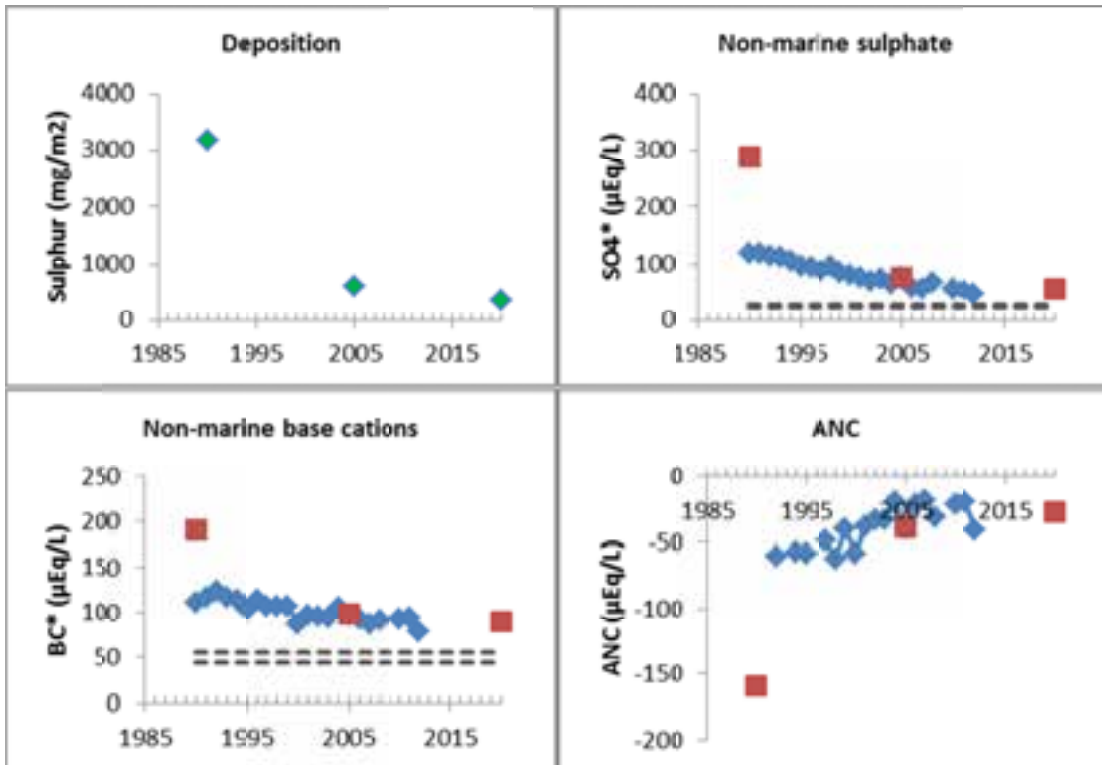 Deposition
Sulphur (mg/m2)
4000
3000
2000
1000
0
1985 1995 2005 2015
Non-marine sulphate
SO4* (µEq/L)
400
300
200
100
0
1985 1995 2005 2015
Non-marine base cations
BC* (µEq/L)
250
200
150
100
50
0
1985 1995 2005 2015
ANC
ANC (µEq/L)
0
-50
-100
-150
-200
1985 1995 2005 2015